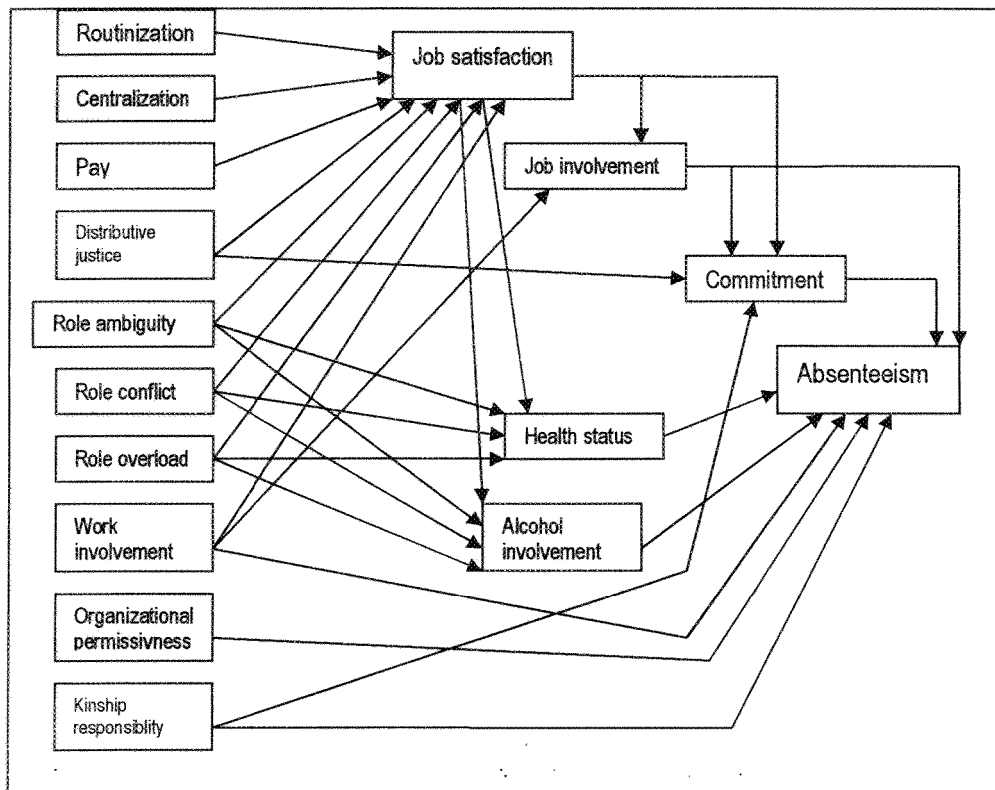 Routinization
Job satisfaction
Centralization
Pay
Job involvement
Distributive
justice
Commitment
Role ambiguity
Absenteeism
Role conflict
Health status
Role overload
Work
involvement
Alcohol
involvement
Organizational
permissivness
Kinship
responsiblity